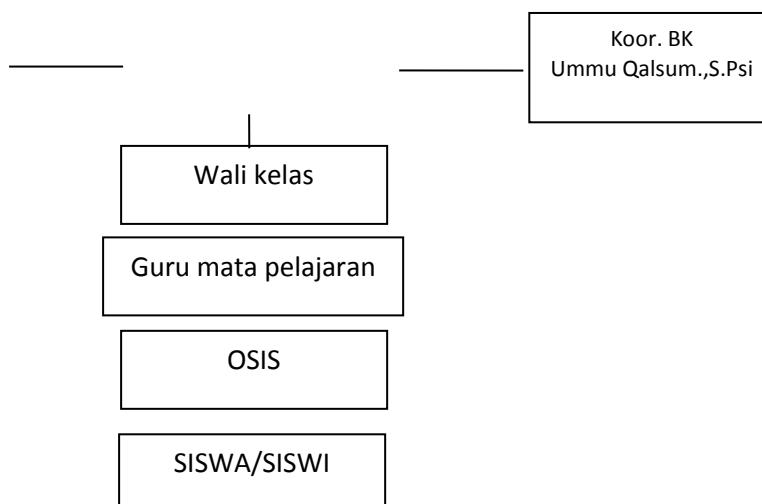 Koor. BK
Ummu Qalsum.,S.Psi
Wali kelas
Guru mata pelajaran
OSIS
SISWA/SISWI